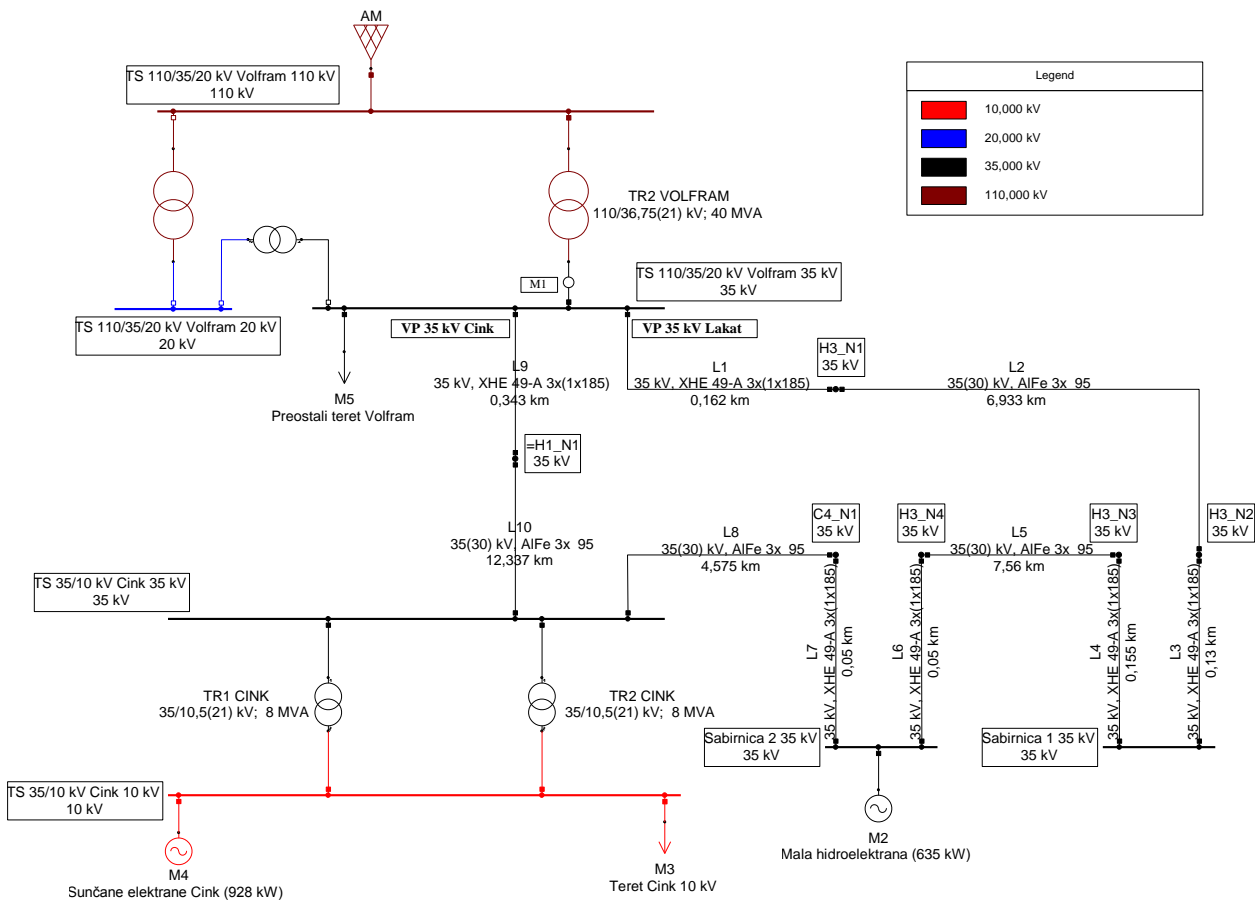 AM
TS 110/35/20 kV Volfram 110 kV
110 kV
Legend
10,000 kV
20,000 kV
35,000 kV
110,000 kV
TR2 VOLFRAM
110/36,75(21) kV; 40 MVA
M1
TS 110/35/20 kV Volfram 35 kV
35 kV
TS 110/35/20 kV Volfram 20 kV
20 kV
VP 35 kV Cink
VP 35 kV Lakat
M5
Preostali teret Volfram
L9
35 kV, XHE 49-A 3x(1x185)
0,343 km
L1
35 kV, XHE 49-A 3x(1x185)
0,162 km
H3_N1
35 kV
L2
35(30) kV, AlFe 3x 95
6,933 km
=H1_N1
35 kV
L10
35(30) kV, AlFe 3x 95
12,337 km
L8
35(30) kV, AlFe 3x 95
4,575 km
C4_N1
35 kV
H3_N4
35 kV
L5
35(30) kV, AlFe 3x 95
7,56 km
H3_N3
35 kV
H3_N2
35 kV
TS 35/10 kV Cink 35 kV
35 kV
L7
35 kV, XHE 49-A 3x(1x185)
0,05 km
L6
35 kV, XHE 49-A 3x(1x185)
0,05 km
L4
35 kV, XHE 49-A 3x(1x185)
0,155 km
L3
35 kV, XHE 49-A 3x(1x185)
0,13 km
TR1 CINK
35/10,5(21) kV; 8 MVA
TR2 CINK
35/10,5(21) kV; 8 MVA
Sabirnica 2 35 kV
35 kV
Sabirnica 1 35 kV
35 kV
TS 35/10 kV Cink 10 kV
10 kV
M4
Sunčane elektrane Cink (928 kW)
M3
Teret Cink 10 kV
M2
Mala hidroelektrana (635 kW)